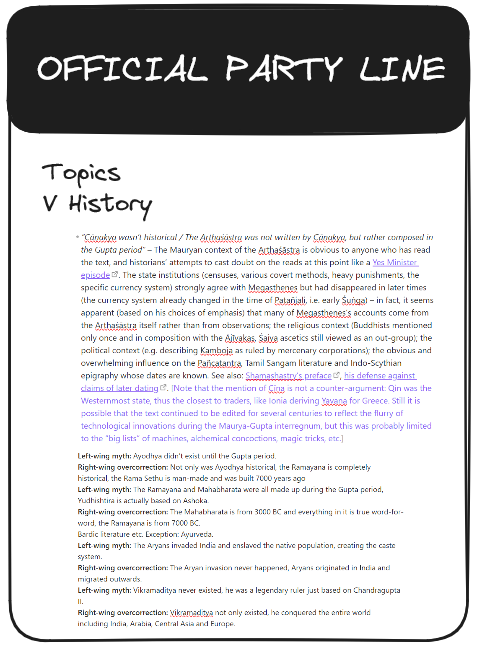 OFFICIAL PARTY LINE
Topics
V History
• "Cāṇakya wasn't historical / The Arthaśāstra was not written by Cāṇakya, but rather composed in
the Gupta period" – The Mauryan context of the Arthaśāstra is obvious to anyone who has read
the text, and historians' attempts to cast doubt on the reads at this point like a Yes Minister
episode. The state institutions (censuses, various covert methods, heavy punishments, the
specific currency system) strongly agree with Megasthenes but had disappeared in later times
(the currency system already changed in the time of Patañjali, i.e. early Śuṅga) – in fact, it seems
apparent (based on his choices of emphasis) that many of Megasthenes's accounts come from
the Arthaśāstra itself rather than from observations; the religious context (Buddhists mentioned
only once and in composition with the Ājīvakas, Śaiva ascetics still viewed as an out-group); the
political context (e.g. describing Kamboja as ruled by mercenary corporations); the obvious and
overwhelming influence on the Pañcatantra, Tamil Sangam literature and Indo-Scythian
epigraphy whose dates are known. See also: Shamashastry's preface, his defense against
claims of later dating. [Note that the mention of Cīna is not a counter-argument: Qin was the
Westernmost state, thus the closest to traders, like Ionia deriving Yavana for Greece. Still it is
possible that the text continued to be edited for several centuries to reflect the flurry of
technological innovations during the Maurya-Gupta interregnum, but this was probably limited
to the "big lists" of machines, alchemical concoctions, magic tricks, etc.]
Left-wing myth: Ayodhya didn't exist until the Gupta period.
Right-wing overcorrection: Not only was Ayodhya historical, the Ramayana is completely
historical, the Rama Sethu is man-made and was built 7000 years ago
Left-wing myth: The Ramayana and Mahabharata were all made up during the Gupta period,
Yudhishtira is actually based on Ashoka.
Right-wing overcorrection: The Mahabharata is from 3000 BC and everything in it is true word-for-
word, the Ramayana is from 7000 BC.
Bardic literature etc. Exception: Ayurveda.
Left-wing myth: The Aryans invaded India and enslaved the native population, creating the caste
system.
Right-wing overcorrection: The Aryan invasion never happened, Aryans originated in India and
migrated outwards.
Left-wing myth: Vikramaditya never existed, he was a legendary ruler just based on Chandragupta
II.
Right-wing overcorrection: Vikramaditya not only existed, he conquered the entire world
including India, Arabia, Central Asia and Europe.